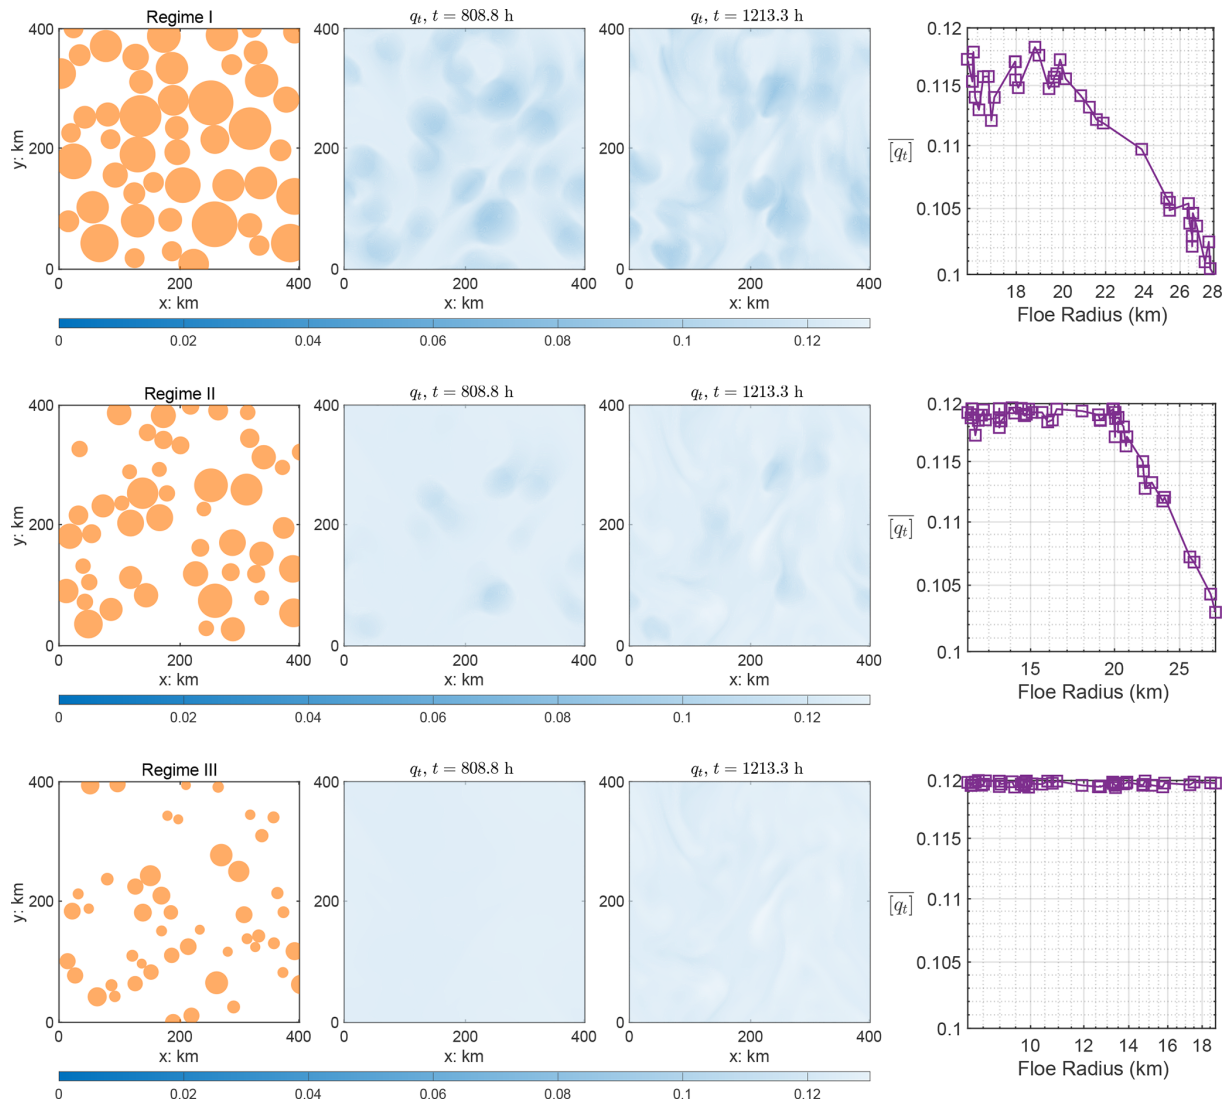 Regime I
q_t, t = 808.8 h
q_t, t = 1213.3 h
400
200
0
y: km
0 200 400
x: km
400
200
0
0 200 400
x: km
400
200
0
0 200 400
x: km
0 0.02 0.04 0.06 0.08 0.1 0.12
0.12
0.115
0.11
0.105
0.1
[q_t]
18 20 22 24 26 28
Floe Radius (km)
Regime II
q_t, t = 808.8 h
q_t, t = 1213.3 h
400
200
0
y: km
0 200 400
x: km
400
200
0
0 200 400
x: km
400
200
0
0 200 400
x: km
0 0.02 0.04 0.06 0.08 0.1 0.12
0.12
0.115
0.11
0.105
0.1
[q_t]
15 20 25
Floe Radius (km)
Regime III
q_t, t = 808.8 h
q_t, t = 1213.3 h
400
200
0
y: km
0 200 400
x: km
400
200
0
0 200 400
x: km
400
200
0
0 200 400
x: km
0 0.02 0.04 0.06 0.08 0.1 0.12
0.12
0.115
0.11
0.105
0.1
[q_t]
10 12 14 16 18
Floe Radius (km)